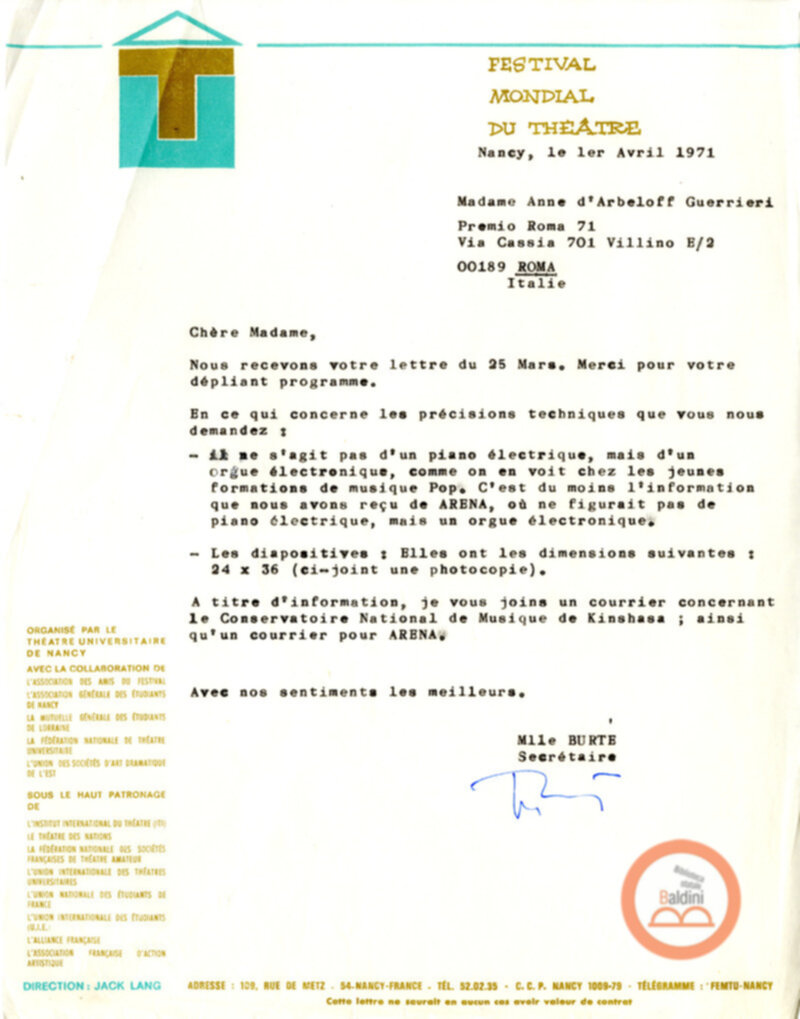 FESTIVAL
MONDIAL
DU THÉÂTRE
Nancy, le 1er Avril 1971
Madame Anne d'Arbeloff Guerrieri
Premio Roma 71
Via Cassia 701 Villino E/2
00189 ROMA
Italie
Chère Madame,
Nous recevons votre lettre du 25 Mars. Merci pour votre
dépliant programme.
En ce qui concerne les précisions techniques que vous nous
demandez :
- il ne s'agit pas d'un piano électrique, mais d'un
orgue électronique, comme on en voit chez les jeunes
formations de musique Pop. C'est du moins l'information
que nous avons reçu de ARENA, où ne figurait pas de
piano électrique, mais un orgue électronique.
- Les diapositives : Elles ont les dimensions suivantes :
24 x 36 (ci-joint une photocopie).
A titre d'information, je vous joins un courrier concernant
le Conservatoire National de Musique de Kinshasa ; ainsi
qu'un courrier pour ARENA.
Avec nos sentiments les meilleurs.
Mlle BURTE
Secrétaire
ORGANISÉ PAR LE
THÉATRE UNIVERSITAIRE
DE NANCY
AVEC LA COLLABORATION DE
L'ASSOCIATION DES AMIS DU FESTIVAL
L'ASSOCIATION GÉNÉRALE DES ÉTUDIANTS
DE NANCY
LA MUTUELLE GÉNÉRALE DES ÉTUDIANTS
DE LORRAINE
LA FÉDÉRATION NATIONALE DE THÉATRE
UNIVERSITAIRE
L'UNION DES SOCIÉTÉS D'ART DRAMATIQUE
DE L'EST
SOUS LE HAUT PATRONAGE
DE
L'INSTITUT INTERNATIONAL DU THÉATRE (ITI)
LE THÉATRE DES NATIONS
LA FÉDÉRATION NATIONALE DES SOCIÉTÉS
FRANÇAISES DE THÉATRE AMATEUR
L'UNION INTERNATIONALE DES THÉATRES
UNIVERSITAIRES
L'UNION NATIONALE DES ÉTUDIANTS DE
FRANCE
L'UNION INTERNATIONALE DES ÉTUDIANTS
(U.I.E.)
L'ALLIANCE FRANÇAISE
L'ASSOCIATION FRANÇAISE D'ACTION
ARTISTIQUE
DIRECTION : JACK LANG
Biblioteca
statale
Baldini
ADRESSE : 109, RUE DE METZ - 54-NANCY-FRANCE - TÉL. 52.02.35 - C.C.P. NANCY 1009-79 - TÉLÉGRAMME : FEMTU-NANCY
Cette lettre ne saurait en aucun cas avoir valeur de contrat